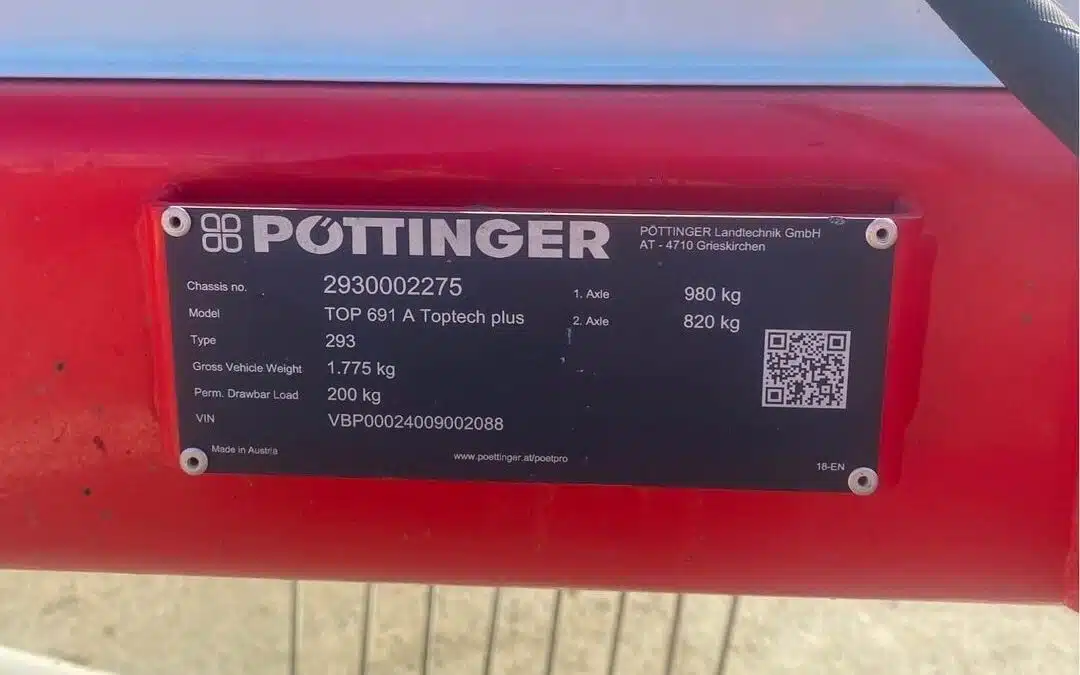 PÖTTINGER
PÖTTINGER Landtechnik GmbH
AT - 4710 Grieskirchen
Chassis no. 2930002275 1. Axle 980 kg
Model TOP 691 A Toptech plus 2. Axle 820 kg
Type 293
Gross Vehicle Weight 1.775 kg
Perm. Drawbar Load 200 kg
VIN VBP00024009002088
Made in Austria www.poettinger.at/poetpro 18-EN